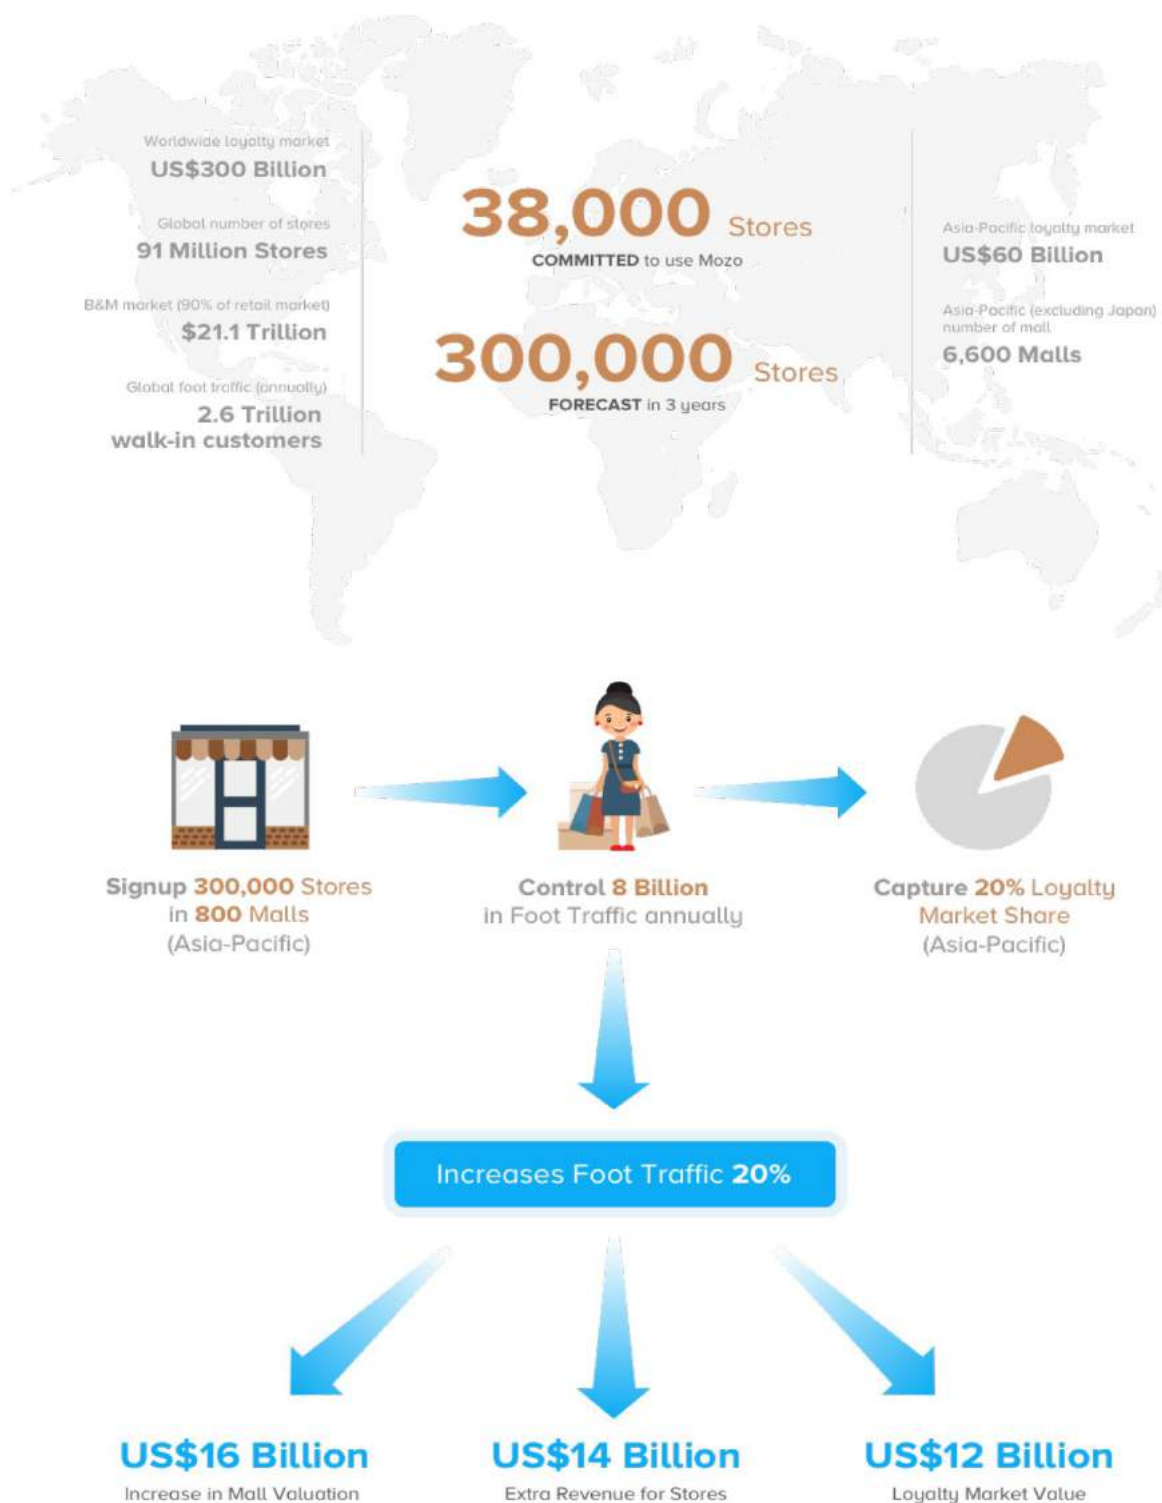 Worldwide loyalty market
US$300 Billion
Global number of stores
91 Million Stores
B&M market (90% of retail market)
$21.1 Trillion
Global foot traffic (annually)
2.6 Trillion
walk-in customers
38,000 Stores
COMMITTED to use Mozo
300,000 Stores
FORECAST in 3 years
Asia-Pacific loyalty market
US$60 Billion
Asia-Pacific (excluding Japan)
number of mall
6,600 Malls
Signup 300,000 Stores
in 800 Malls
(Asia-Pacific)
Control 8 Billion
in Foot Traffic annually
Capture 20% Loyalty
Market Share
(Asia-Pacific)
Increases Foot Traffic 20%
US$16 Billion
Increase in Mall Valuation
US$14 Billion
Extra Revenue for Stores
US$12 Billion
Loyalty Market Value